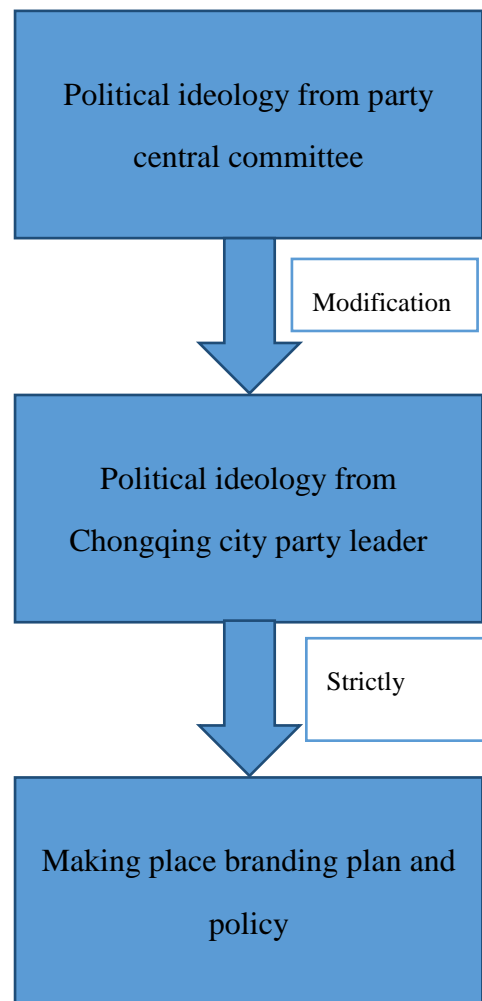 Political ideology from party
central committee
Modification
Political ideology from
Chongqing city party leader
Strictly
Making place branding plan and
policy